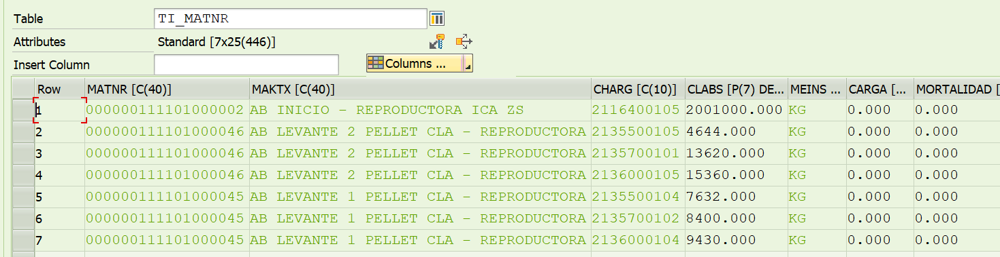 Table TI_MATNR
Attributes Standard [7x25(446)]
Insert Column Columns ...
Row MATNR [C(40)] MAKTX [C(40)] CHARG [C(10)] CLABS [P(7) DE... MEINS ... CARGA [... MORTALIDAD [
1 000000111101000002 AB INICIO - REPRODUCTORA ICA ZS 2116400105 2001000.000 KG 0.000 0.000
2 000000111101000046 AB LEVANTE 2 PELLET CLA - REPRODUCTORA 2135500105 4644.000 KG 0.000 0.000
3 000000111101000046 AB LEVANTE 2 PELLET CLA - REPRODUCTORA 2135700101 13620.000 KG 0.000 0.000
4 000000111101000046 AB LEVANTE 2 PELLET CLA - REPRODUCTORA 2136000105 15360.000 KG 0.000 0.000
5 000000111101000045 AB LEVANTE 1 PELLET CLA - REPRODUCTORA 2135500104 7632.000 KG 0.000 0.000
6 000000111101000045 AB LEVANTE 1 PELLET CLA - REPRODUCTORA 2135700102 8400.000 KG 0.000 0.000
7 000000111101000045 AB LEVANTE 1 PELLET CLA - REPRODUCTORA 2136000104 9430.000 KG 0.000 0.000